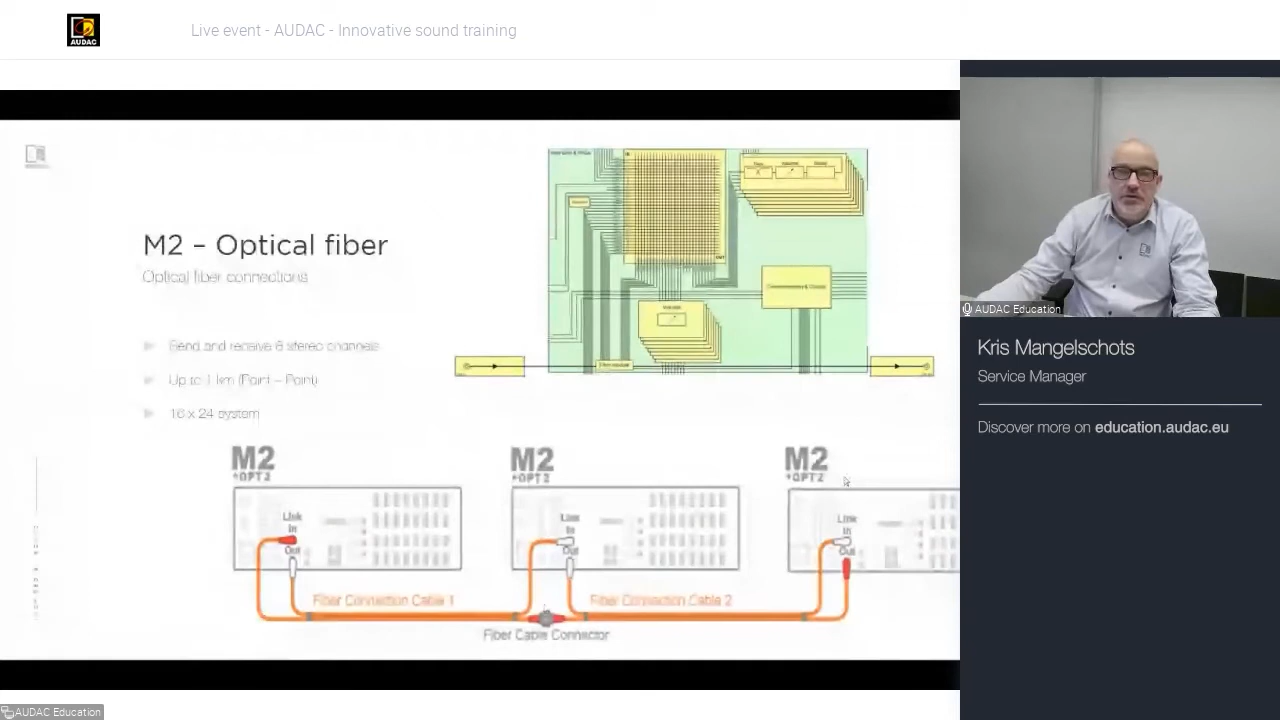 AUDAC
Live event - AUDAC - Innovative sound training
M2 – Optical fiber
Optical fiber connections
Send and receive 8 stereo channels
Up to 1 km (Point – Point)
16 x 24 system
M2
+OPT2
M2
+OPT2
M2
+OPT2
Link
In
Out
Link
In
Out
Link
In
Out
Fiber Connection Cable 1
Fiber Connection Cable 2
Fiber Cable Connector
AUDAC Education
Kris Mangelschots
Service Manager
Discover more on education.audac.eu
AUDAC Education